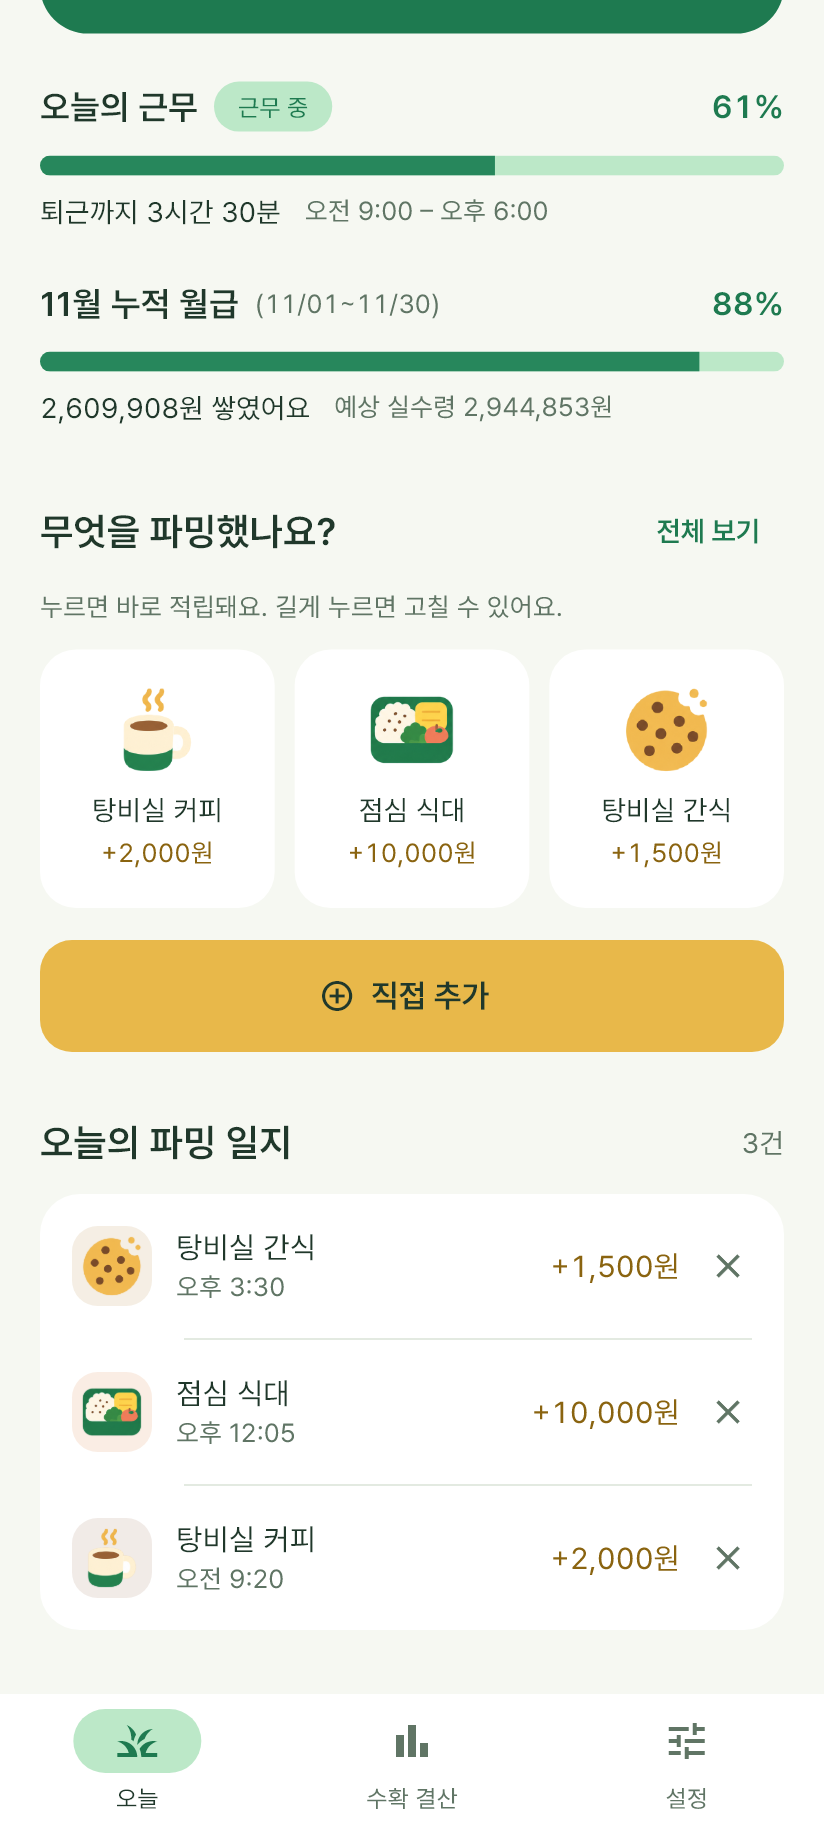 오늘의 근무 근무 중 61%
퇴근까지 3시간 30분 오전 9:00 – 오후 6:00
11월 누적 월급 (11/01~11/30) 88%
2,609,908원 쌓였어요 예상 실수령 2,944,853원
무엇을 파밍했나요? 전체 보기
누르면 바로 적립돼요. 길게 누르면 고칠 수 있어요.
탕비실 커피 점심 식대 탕비실 간식
+2,000원 +10,000원 +1,500원
직접 추가
오늘의 파밍 일지 3건
탕비실 간식
오후 3:30
+1,500원
점심 식대
오후 12:05
+10,000원
탕비실 커피
오전 9:20
+2,000원
오늘 수확 결산 설정